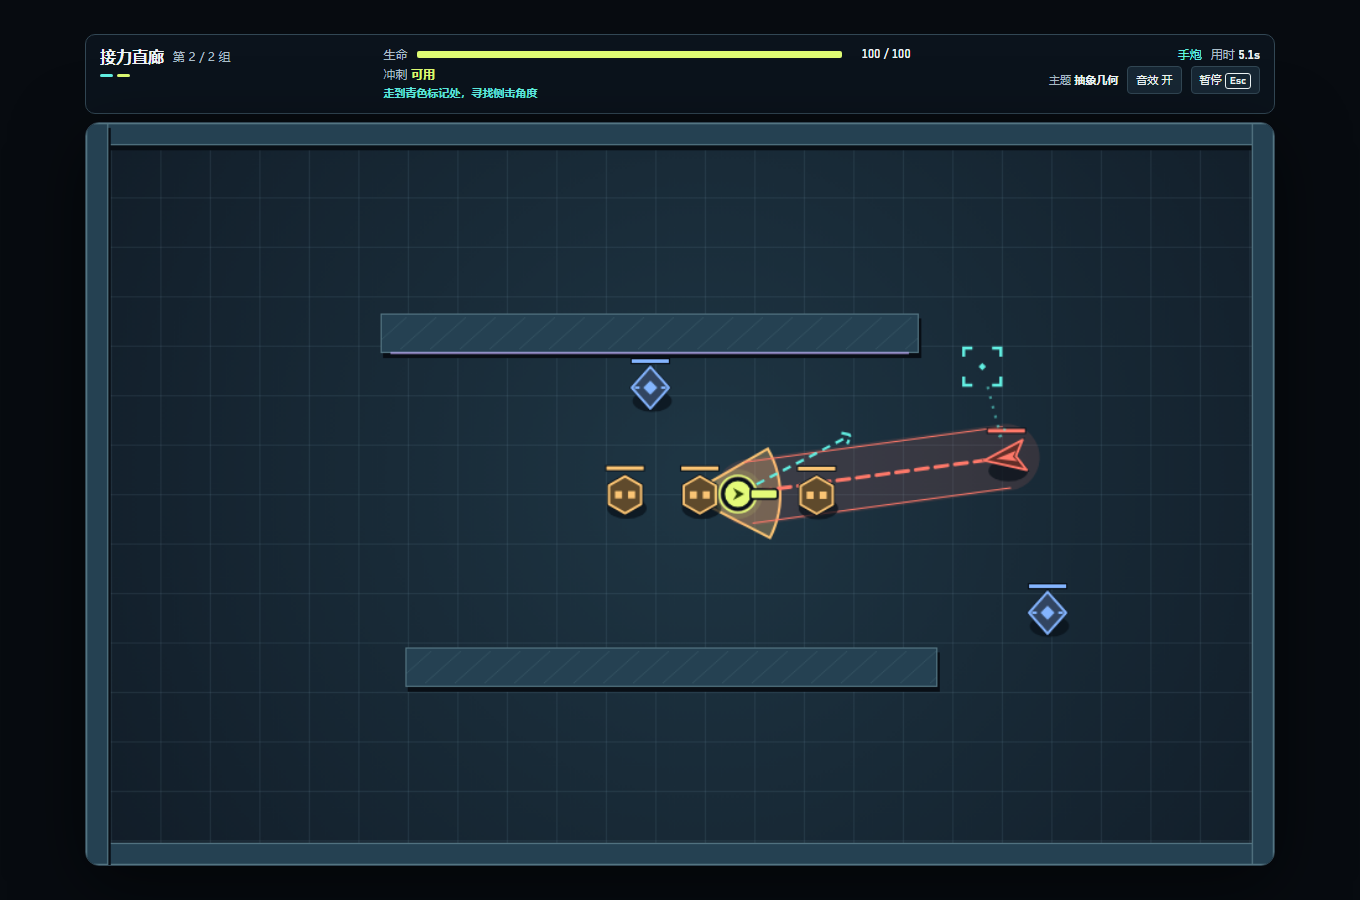 接力直廊 第 2 / 2 组
生命 100 / 100
冲刺 可用
走到青色标记处，寻找侧击角度
手炮 用时 5.1s
主题 抽象几何 音效 开 暂停 Esc